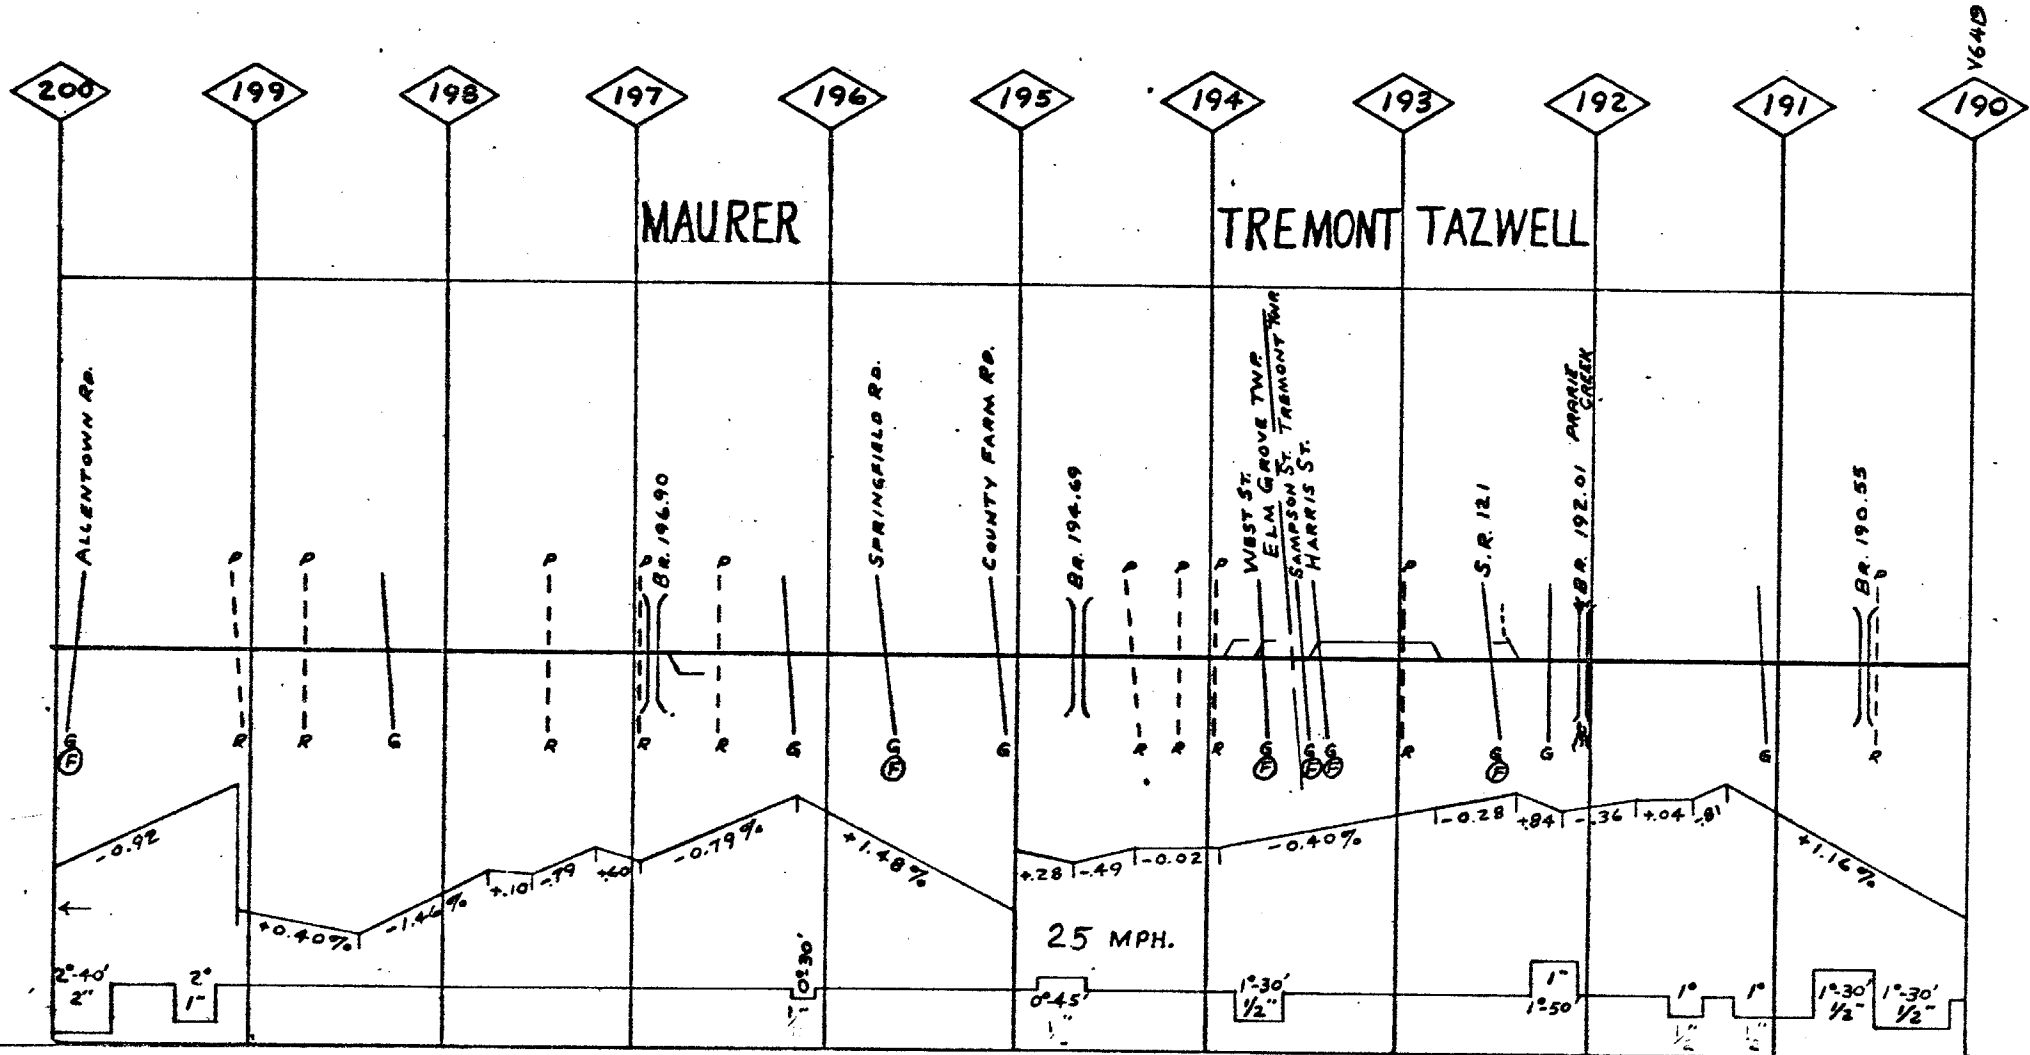 V6419
200 199 198 197 196 195 194 193 192 191 190
MAURER TREMONT TAZWELL
ALLENTOWN RD.
BR. 196.90
SPRINGFIELD RD.
COUNTY FARM RD.
BR. 194.69
WEST ST.
ELM GROVE TWP.
TREMONT TWP
SAMPSON ST.
HARRIS ST.
S.R. 121
BR. 192.01
PRARIE
CREEK
BR. 190.55
P P P P P P P P P P
R R G R R R G G G R R R G G G R G G G R
F F F F F F
-0.92 +0.40% -1.46% +.10 -.79 +.60 -0.79% +1.48% +.28 -.49 -0.02 -0.40% -0.28 +.84 -.36 +.04 -.81 +1.16%
25 MPH.
2°-40' 2° 0°30' 0°-45' 1°-30' 1" 1° 1° 1°-30' 1°-30'
2" 1" 1/2" 1°-50 1/2" 1/2" 1/2" 1/2"